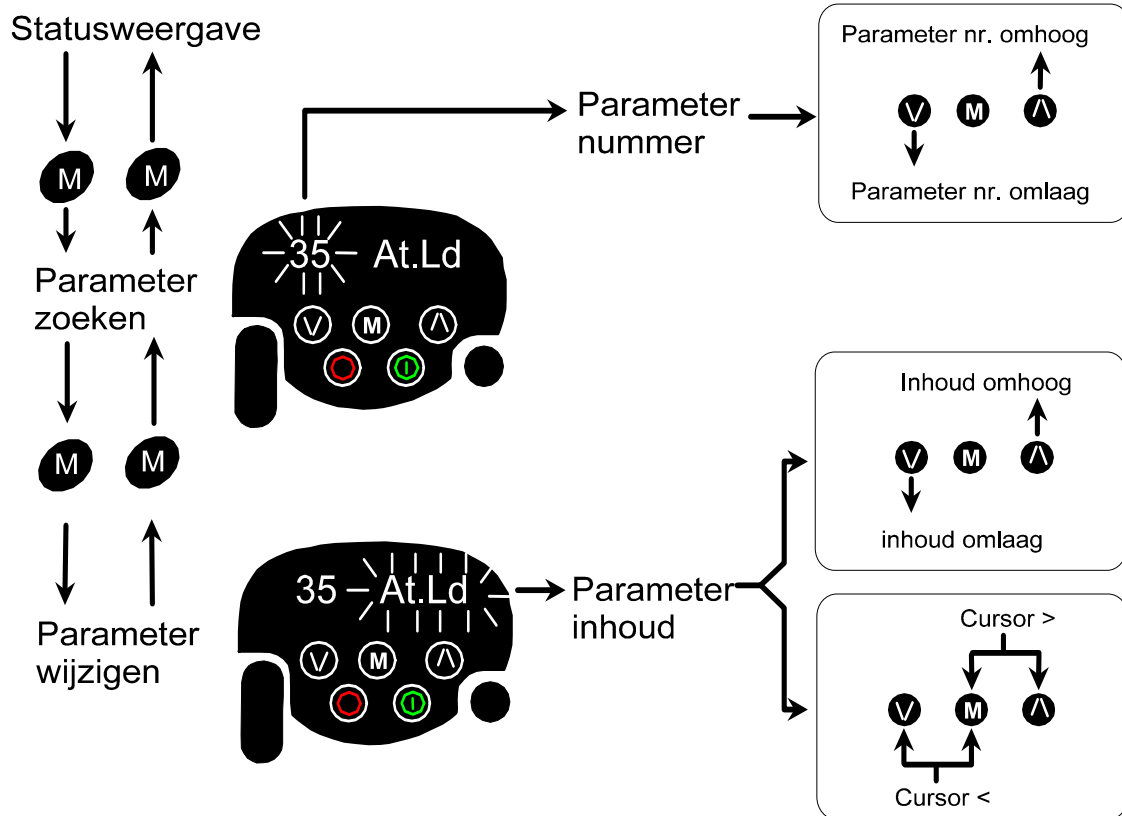 Statusweergave
M
M
Parameter
zoeken
M
M
Parameter
wijzigen
35 At.Ld
M
Parameter
nummer
Parameter nr. omhoog
M
Parameter nr. omlaag
35 At.Ld
M
Parameter
inhoud
Inhoud omhoog
M
inhoud omlaag
Cursor >
M
Cursor <